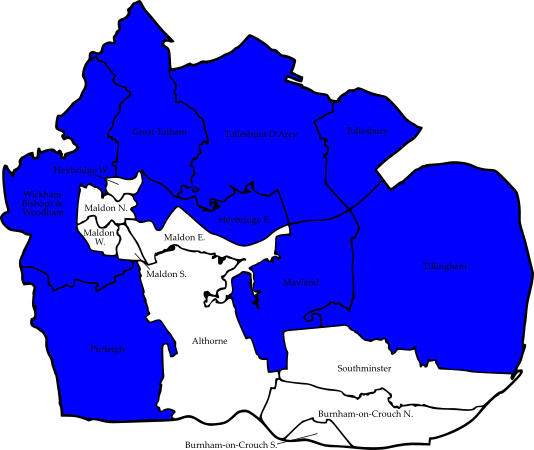 Great Totham
Tollesbury
Tolleshunt D'Arcy
Heybridge W.
Wickham
Bishops &
Woodham
Maldon N.
Heybridge E.
Maldon
W.
Maldon E.
Tillingham
Maldon S.
Mayland
Althorne
Purleigh
Southminster
Burnham-on-Crouch N.
Burnham-on-Crouch S.